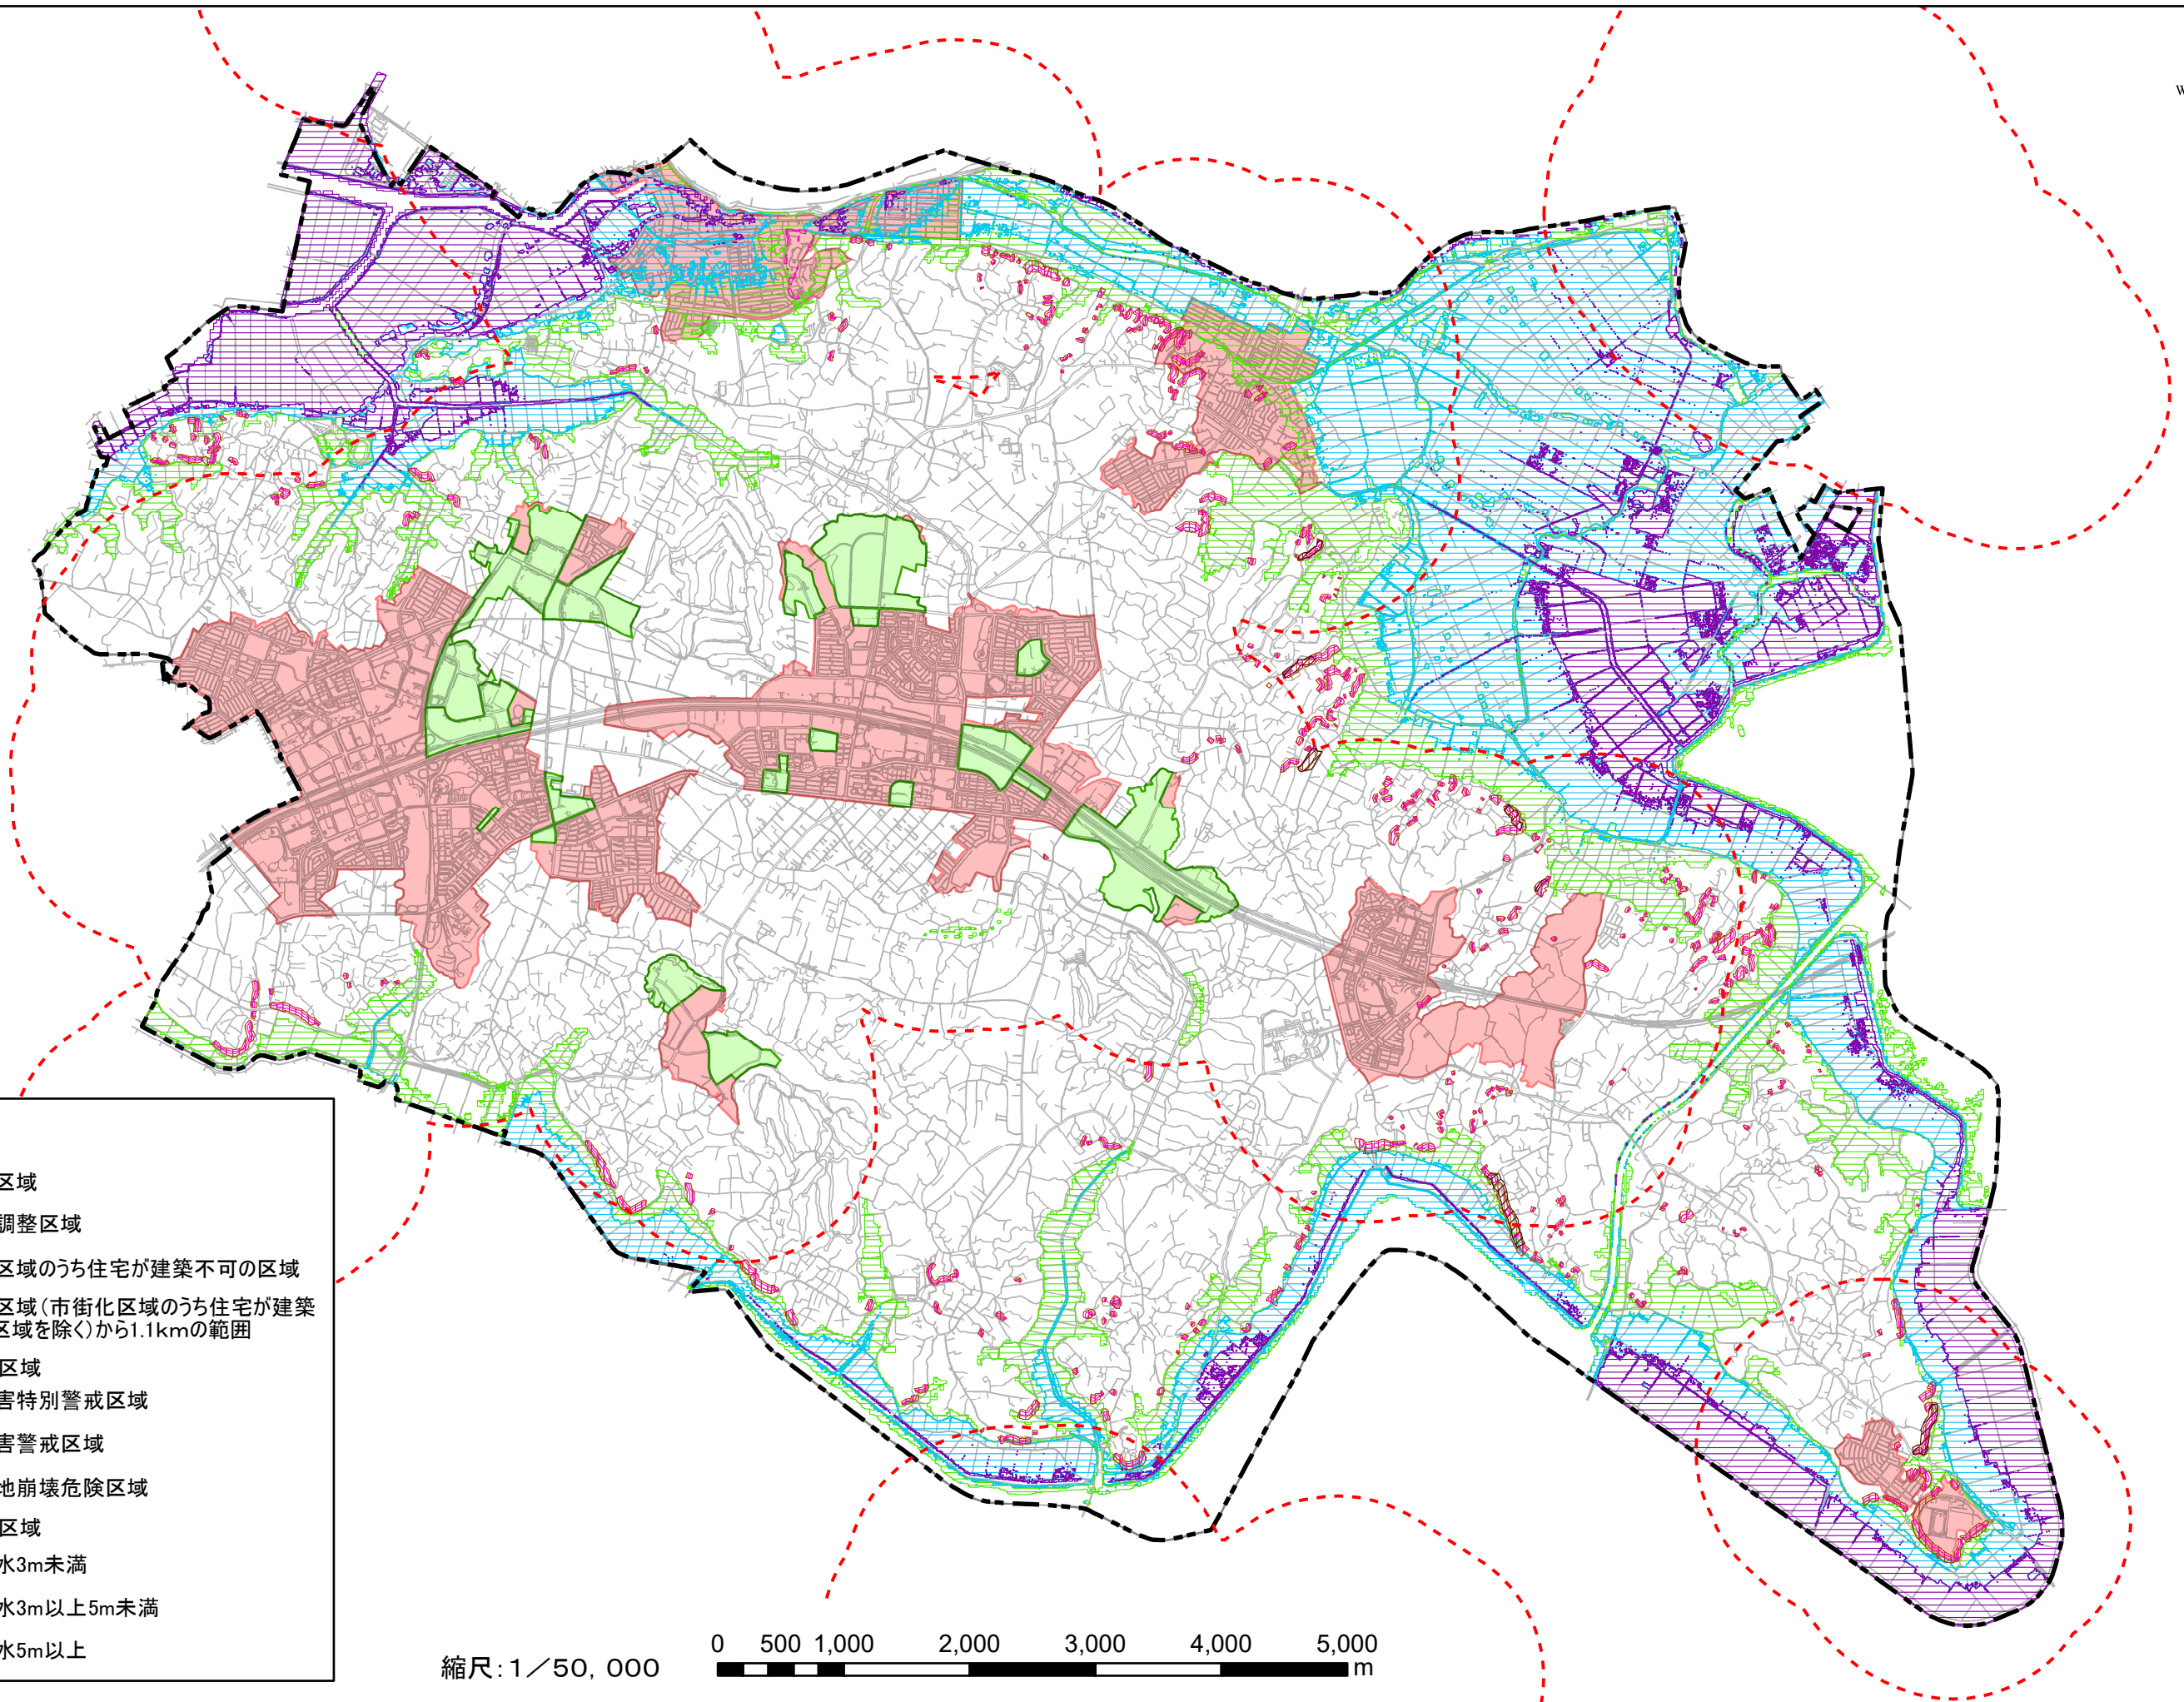 W
区域
調整区域
区域のうち住宅が建築不可の区域
区域（市街化区域のうち住宅が建築
区域を除く）から1.1kmの範囲
区域
害特別警戒区域
害警戒区域
地崩壊危険区域
区域
水3m未満
水3m以上5m未満
水5m以上
縮尺：１／50，000
0 500 1,000 2,000 3,000 4,000 5,000
m